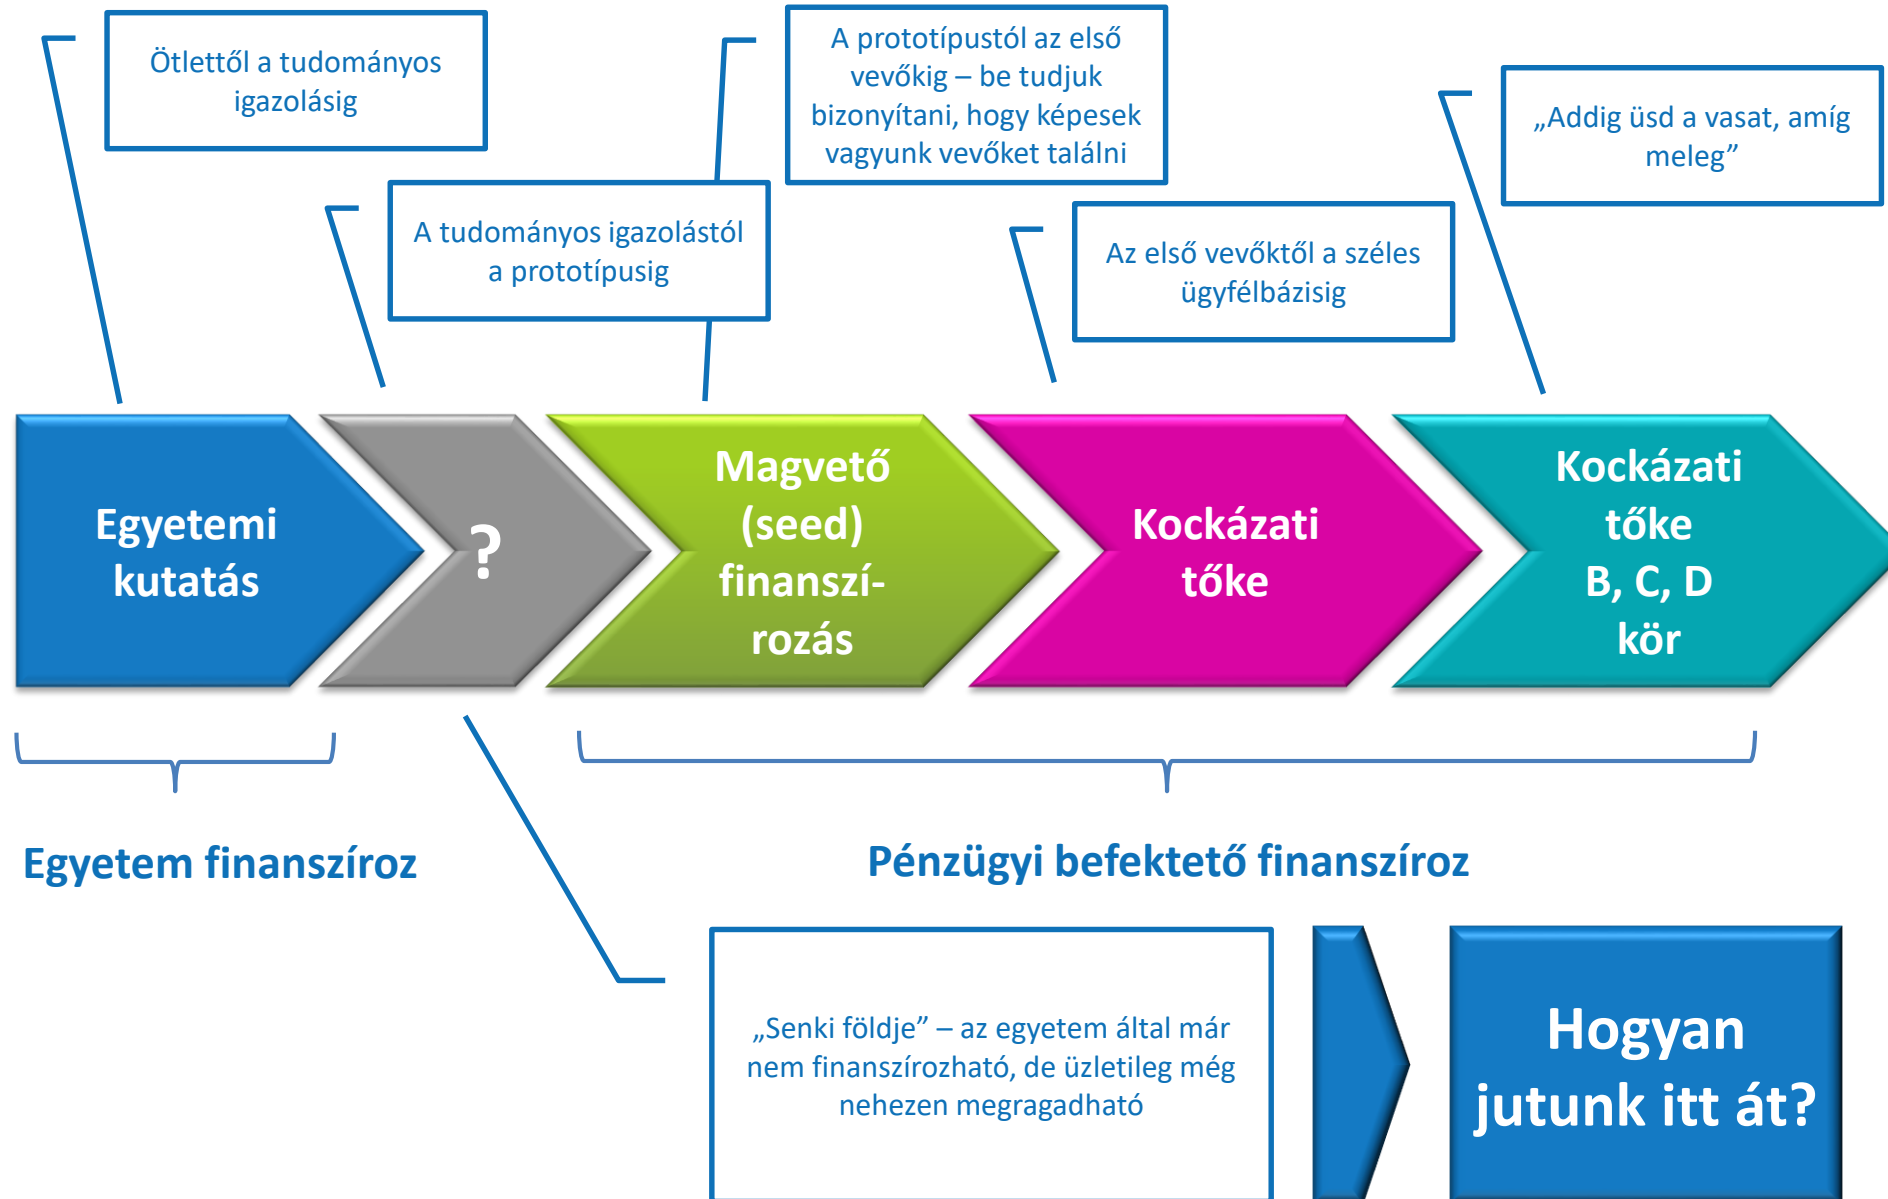 Ötlettől a tudományos
igazolásig
A prototípustól az első
vevőkig – be tudjuk
bizonyítani, hogy képesek
vagyunk vevőket találni
„Addig üsd a vasat, amíg
meleg”
A tudományos igazolástól
a prototípusig
Az első vevőktől a széles
ügyfélbázisig
Egyetemi
kutatás
?
Magvető
(seed)
finanszí-
rozás
Kockázati
tőke
Kockázati
tőke
B, C, D
kör
Egyetem finanszíroz
Pénzügyi befektető finanszíroz
„Senki földje” – az egyetem által már
nem finanszírozható, de üzletileg még
nehezen megragadható
Hogyan
jutunk itt át?